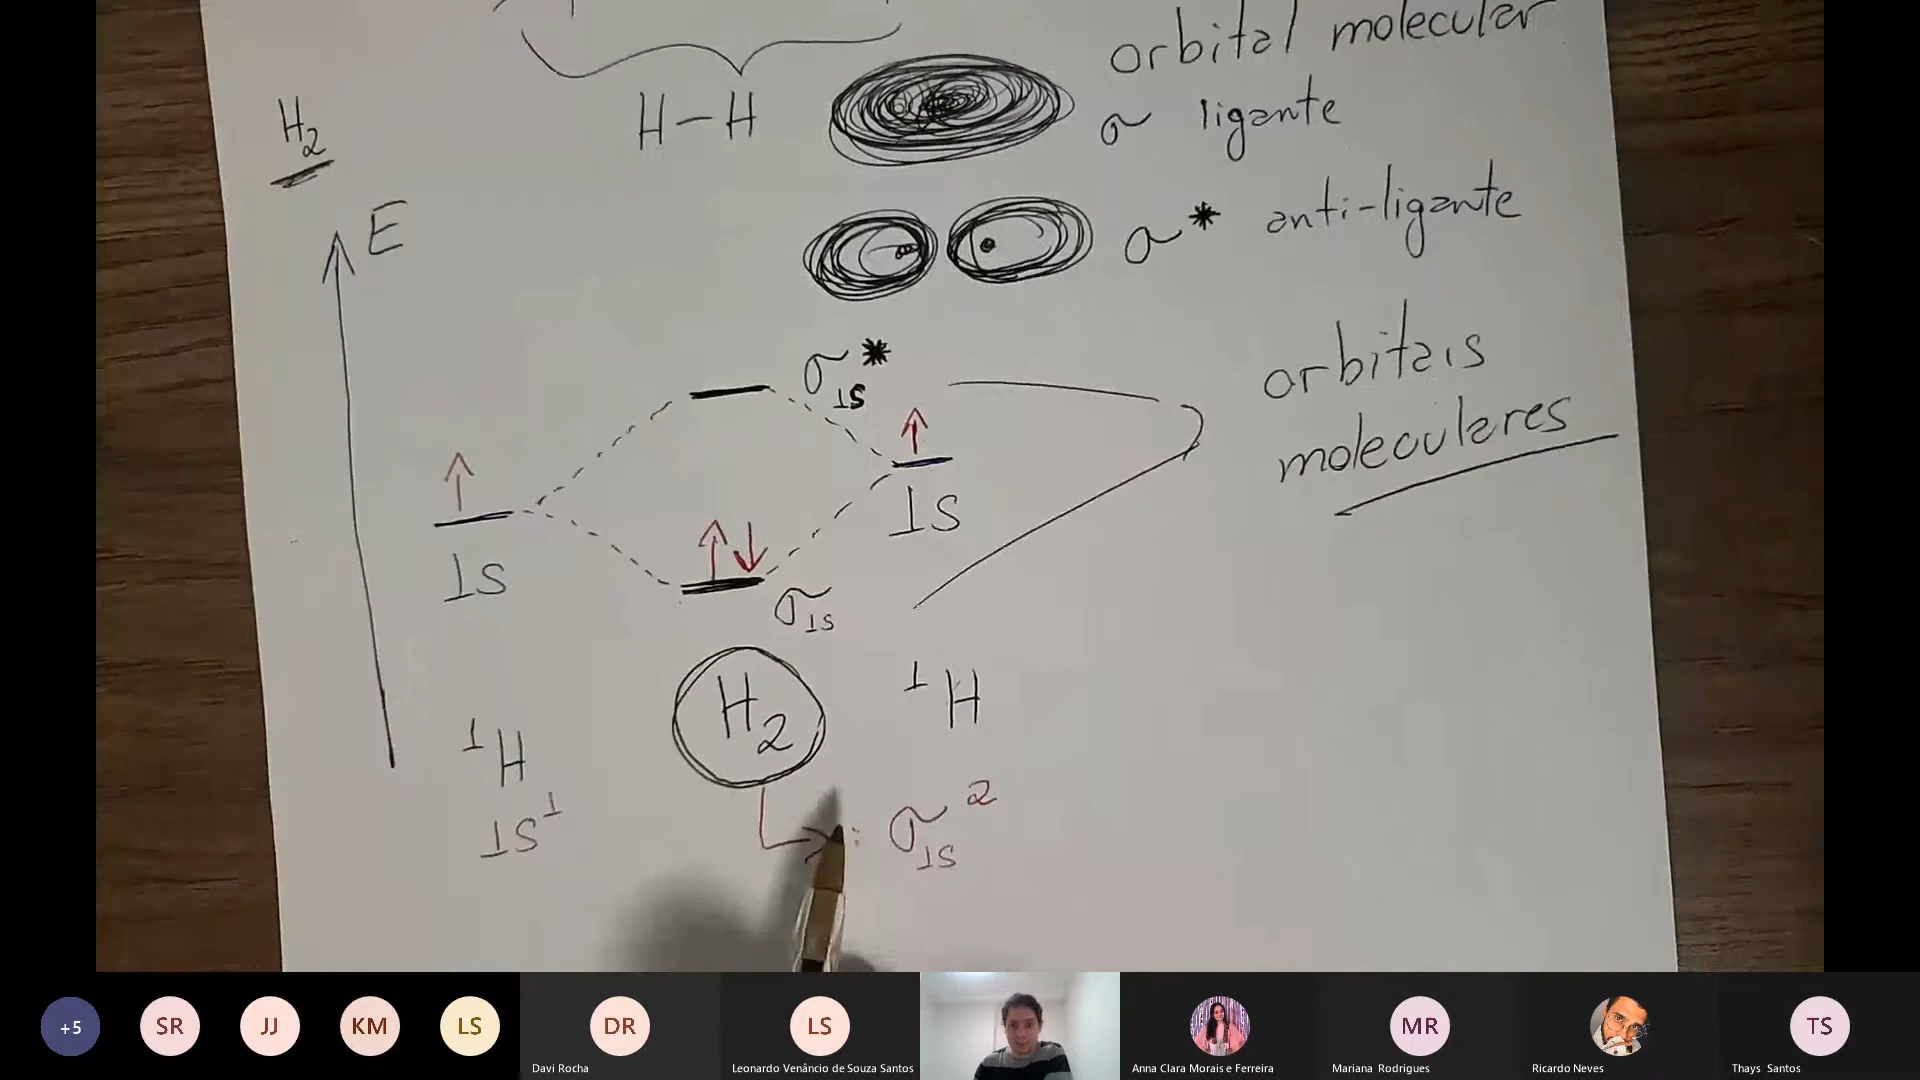 orbital molecular
H–H
σ ligante
H₂
σ* anti-ligante
E
σ*1s
orbitais
moleculares
↑
↑
1s
1s
↑↓
σ1s
H₂
¹H
¹H
1s¹
: σ1s²
+5
SR
JJ
KM
LS
DR
LS
MR
TS
Davi Rocha
Leonardo Venâncio de Souza Santos
Anna Clara Morais e Ferreira
Mariana Rodrigues
Ricardo Neves
Thays Santos